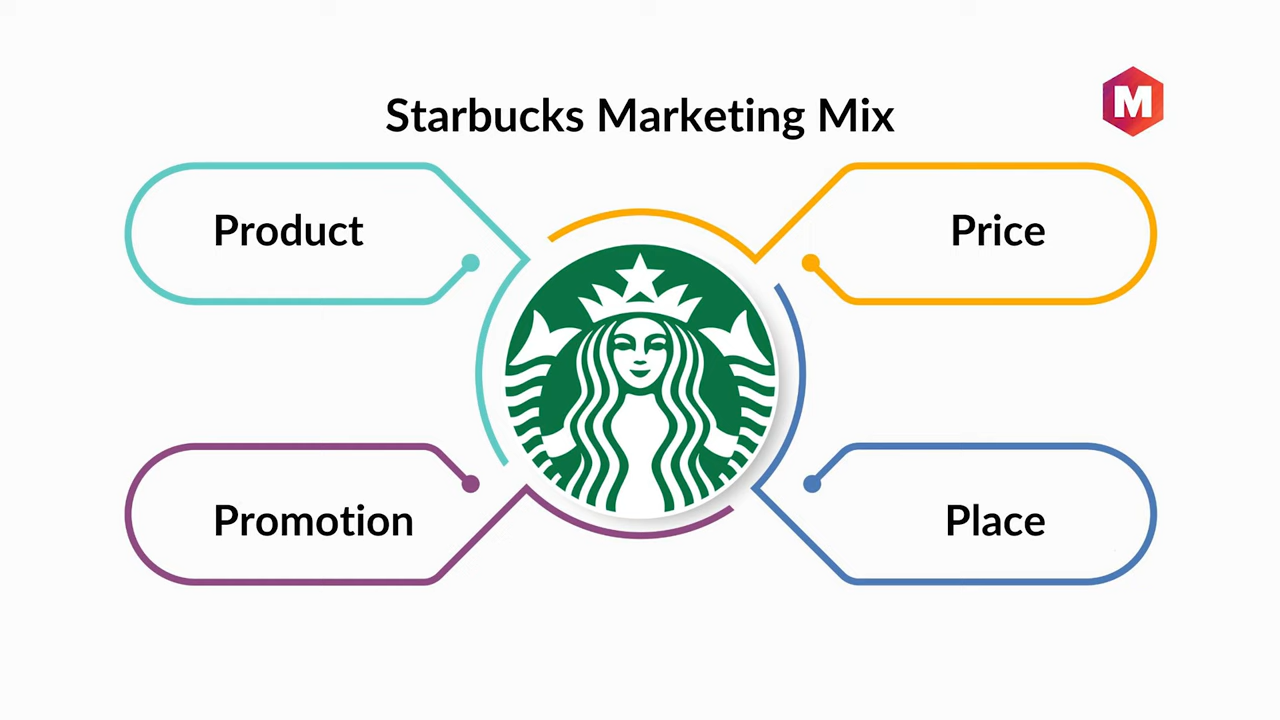 Starbucks Marketing Mix
M
Product
Price
Promotion
Place